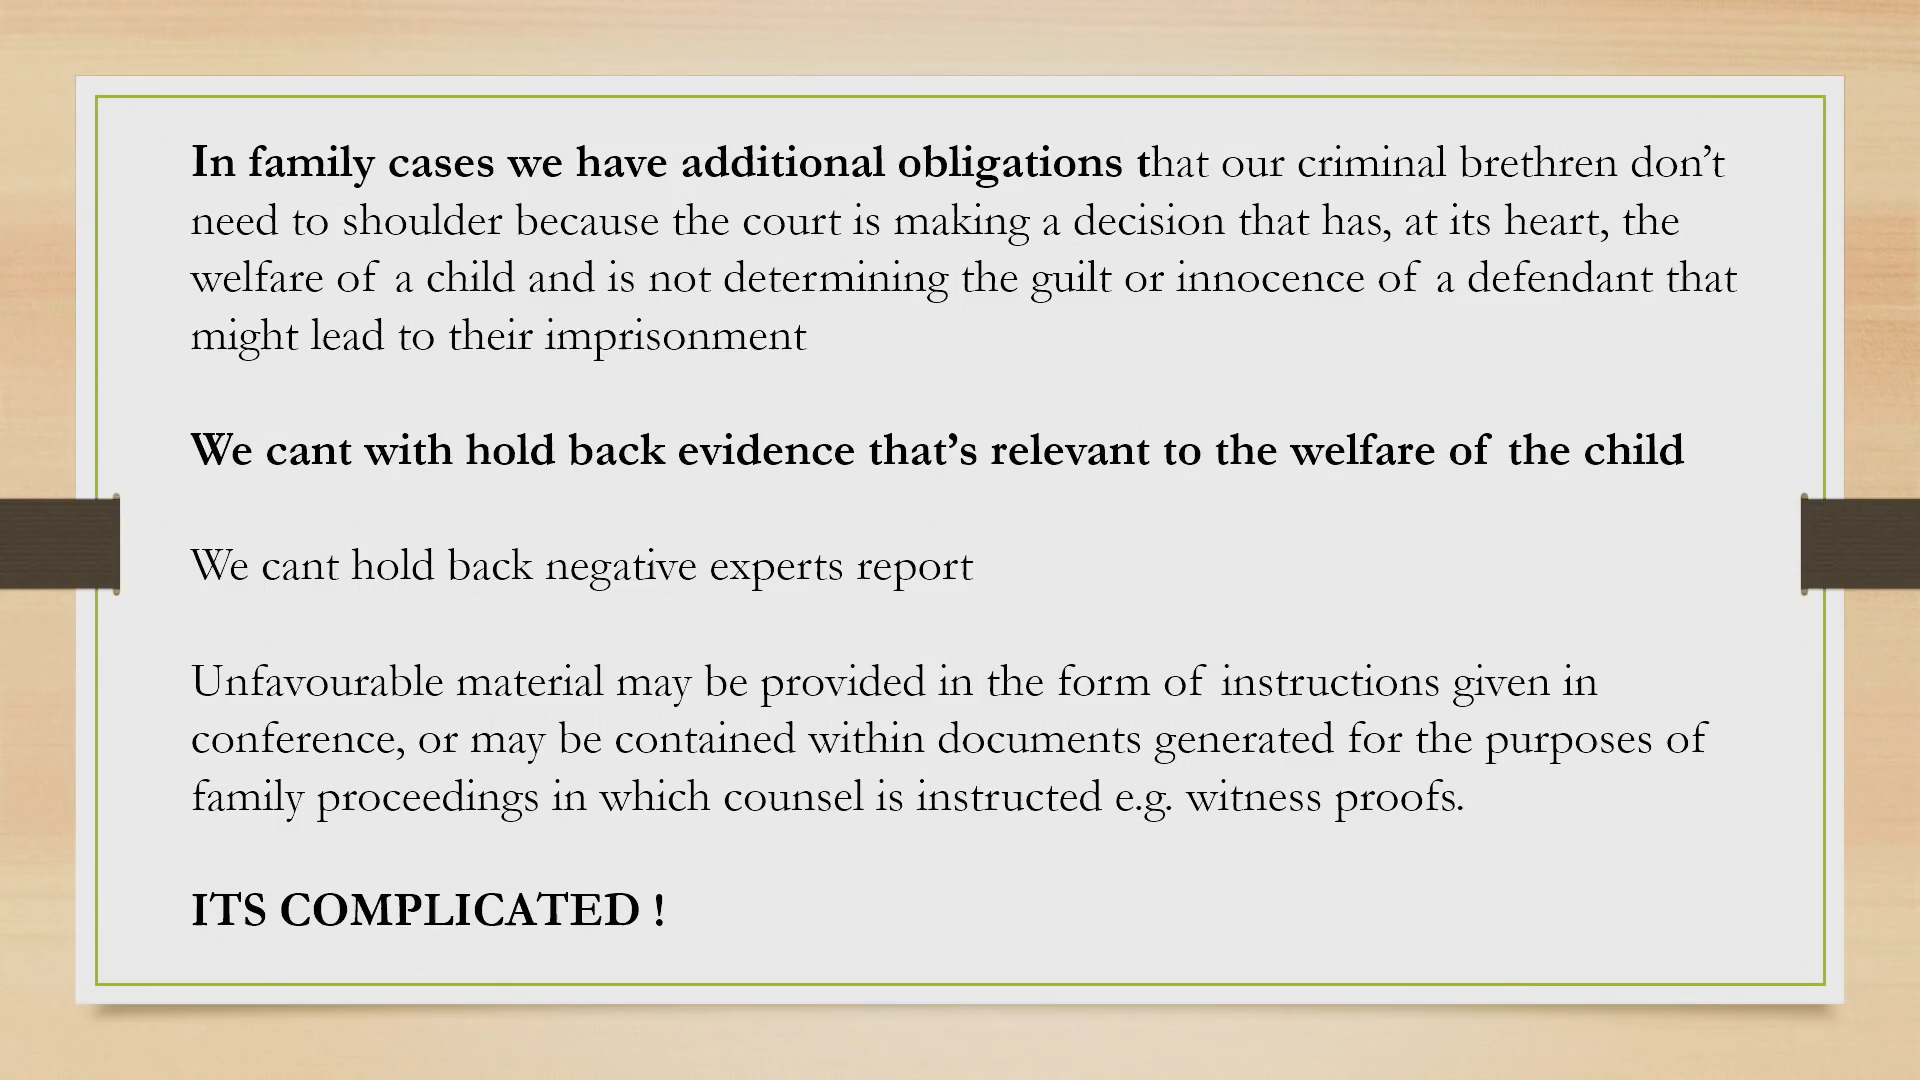 In family cases we have additional obligations that our criminal brethren don’t
need to shoulder because the court is making a decision that has, at its heart, the
welfare of a child and is not determining the guilt or innocence of a defendant that
might lead to their imprisonment
We cant with hold back evidence that’s relevant to the welfare of the child
We cant hold back negative experts report
Unfavourable material may be provided in the form of instructions given in
conference, or may be contained within documents generated for the purposes of
family proceedings in which counsel is instructed e.g. witness proofs.
ITS COMPLICATED !